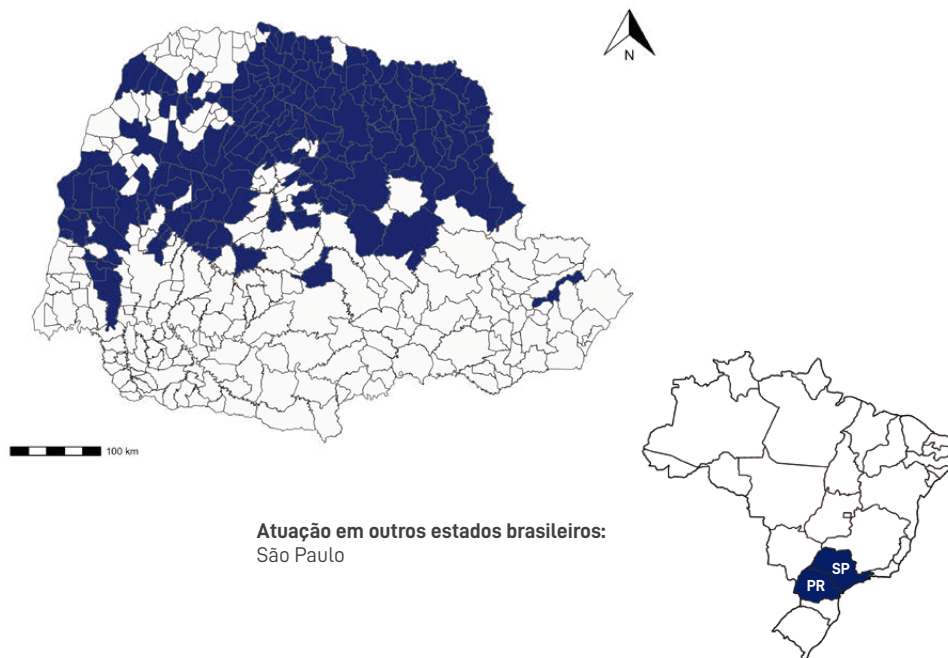 N
100 km
Atuação em outros estados brasileiros:
São Paulo
SP
PR